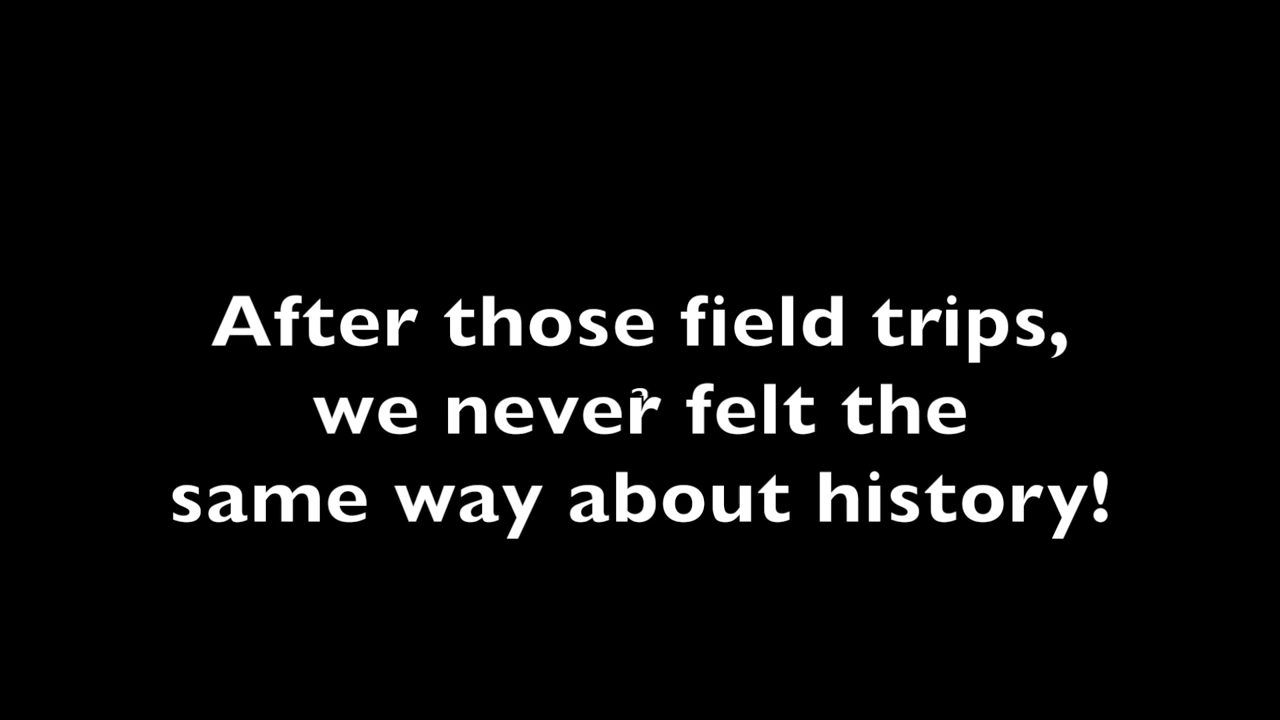 After those field trips,
we never felt the
same way about history!